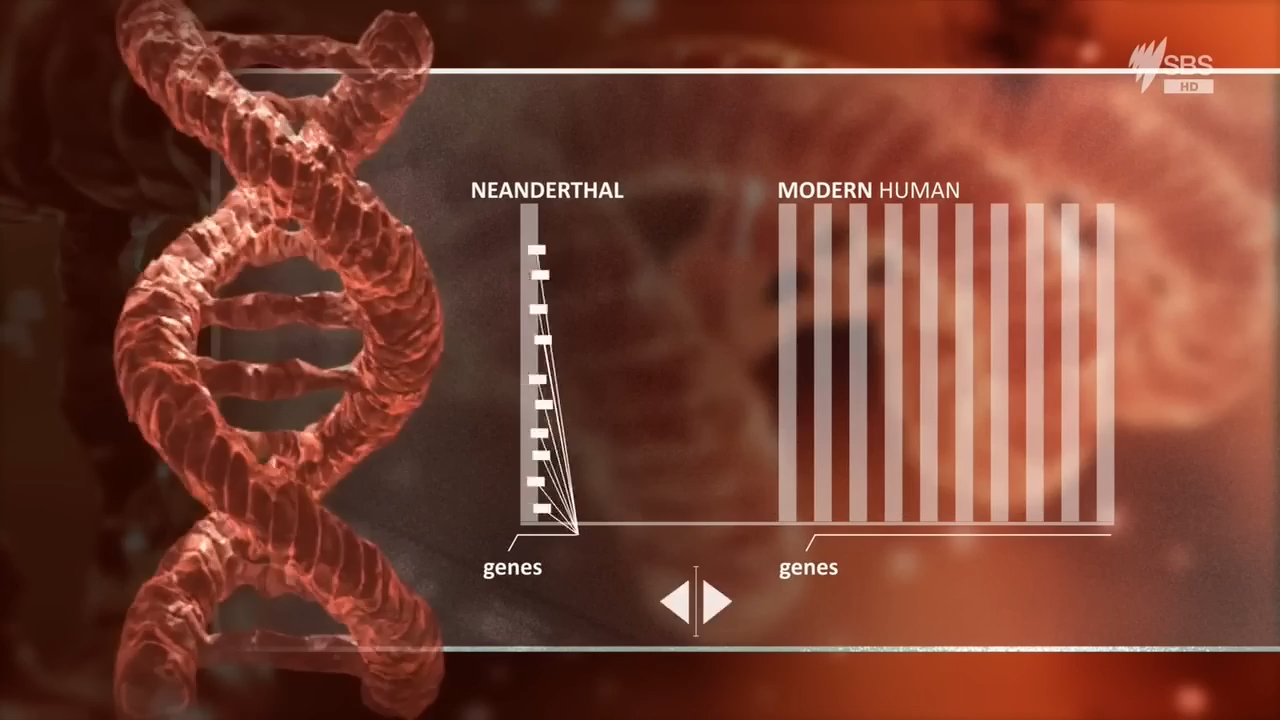 SBS
HD
NEANDERTHAL
MODERN HUMAN
genes
genes